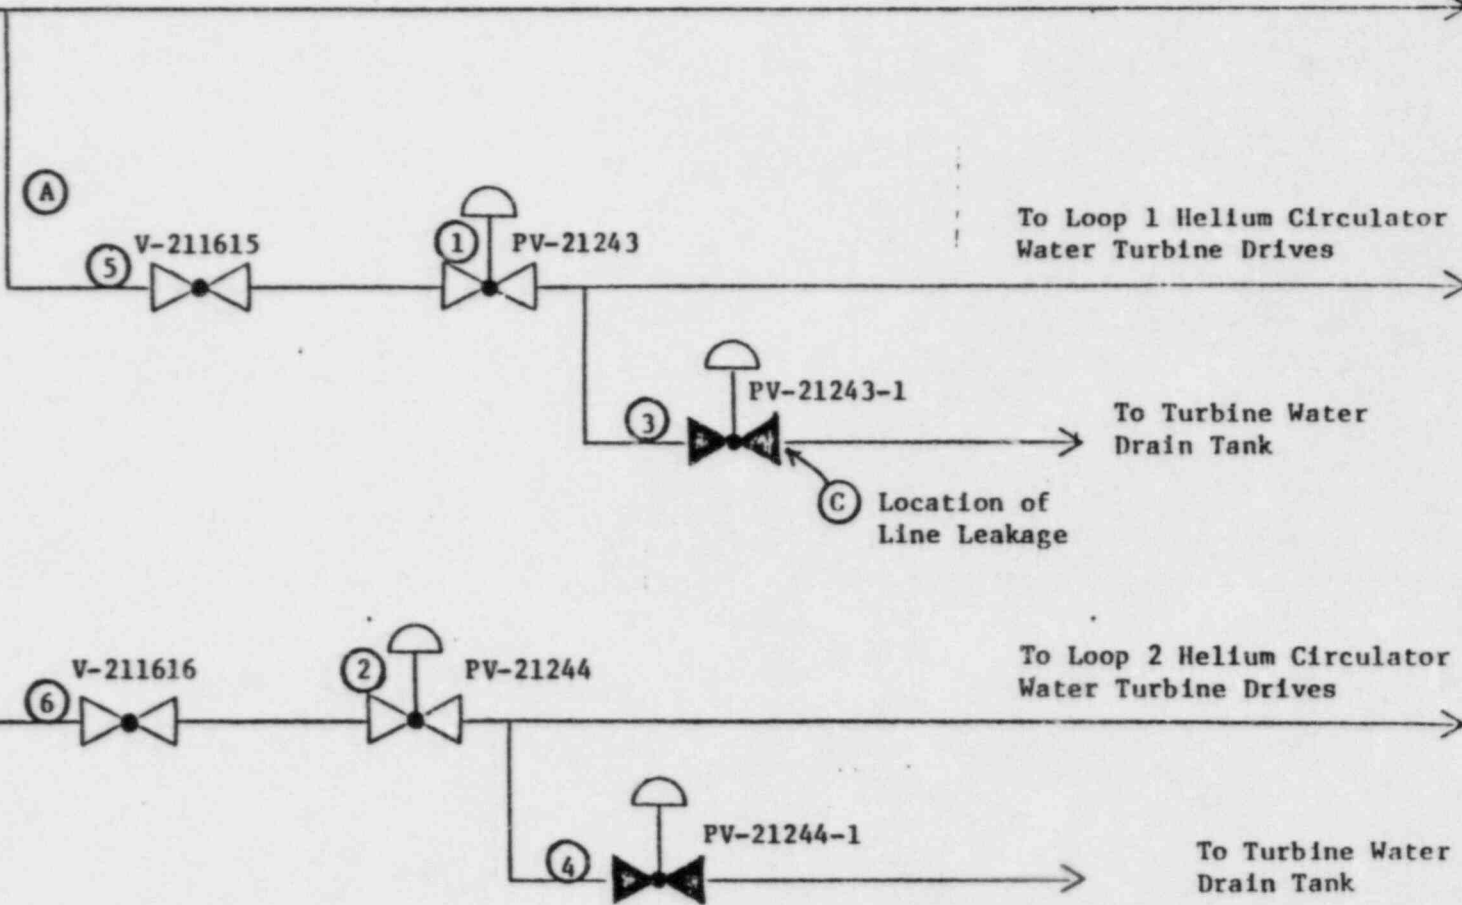 A
V-211615
5
1
PV-21243
To Loop 1 Helium Circulator
Water Turbine Drives
3
PV-21243-1
To Turbine Water
Drain Tank
C
Location of
Line Leakage
V-211616
6
2
PV-21244
To Loop 2 Helium Circulator
Water Turbine Drives
4
PV-21244-1
To Turbine Water
Drain Tank